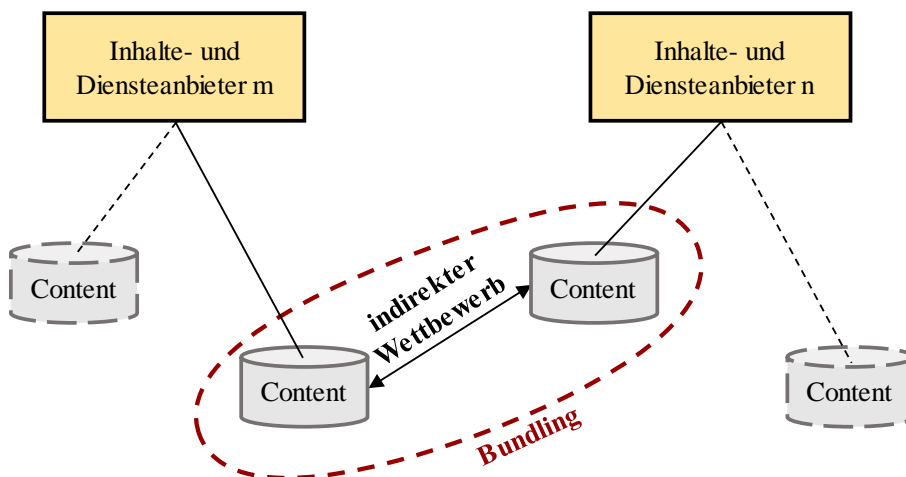 Inhalte- und
Diensteanbieter m
Inhalte- und
Diensteanbieter n
Content
Content
indirekter
Wettbewerb
Content
Content
Bundling